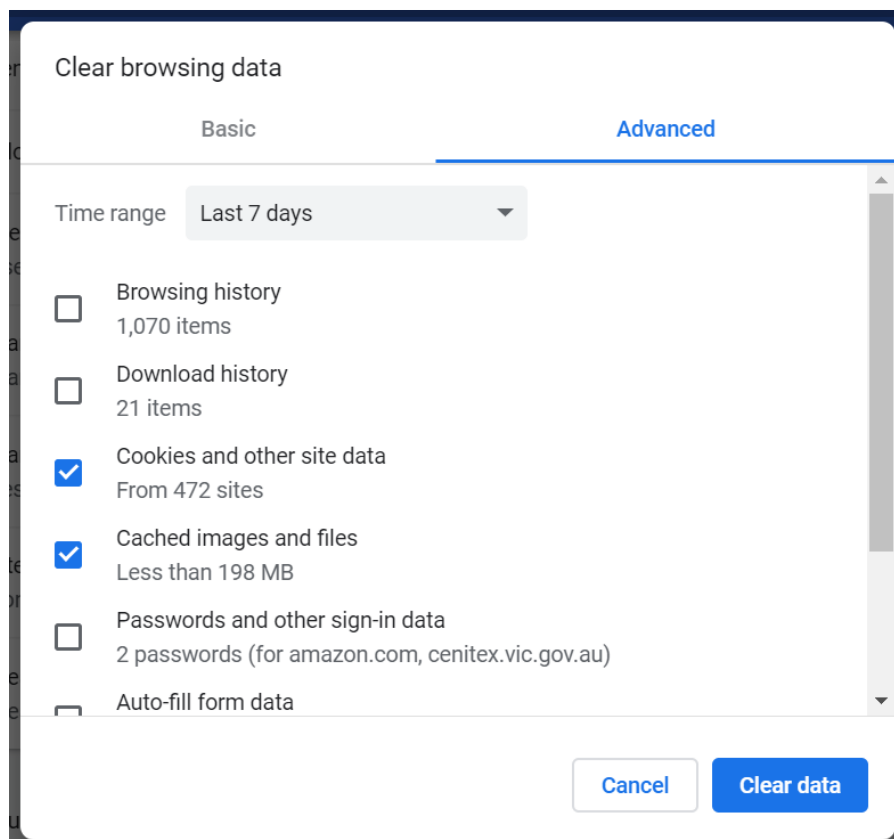 Clear browsing data
Basic
Advanced
Time range
Last 7 days
Browsing history
1,070 items
Download history
21 items
Cookies and other site data
From 472 sites
Cached images and files
Less than 198 MB
Passwords and other sign-in data
2 passwords (for amazon.com, cenitex.vic.gov.au)
Auto-fill form data
Cancel
Clear data